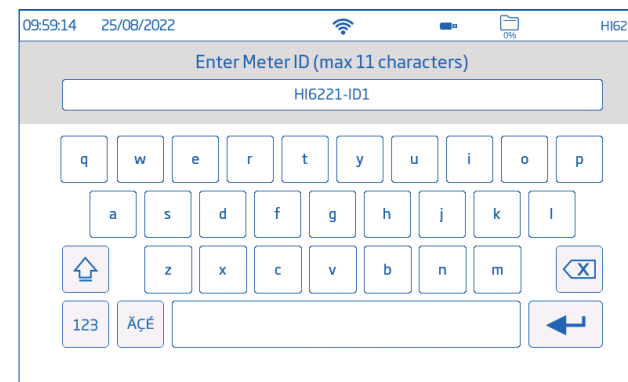 09:59:14 25/08/2022 0% HI62
Enter Meter ID (max 11 characters)
HI6221-ID1
q w e r t y u i o p
a s d f g h j k l
z x c v b n m X
123 ĂÇÉ